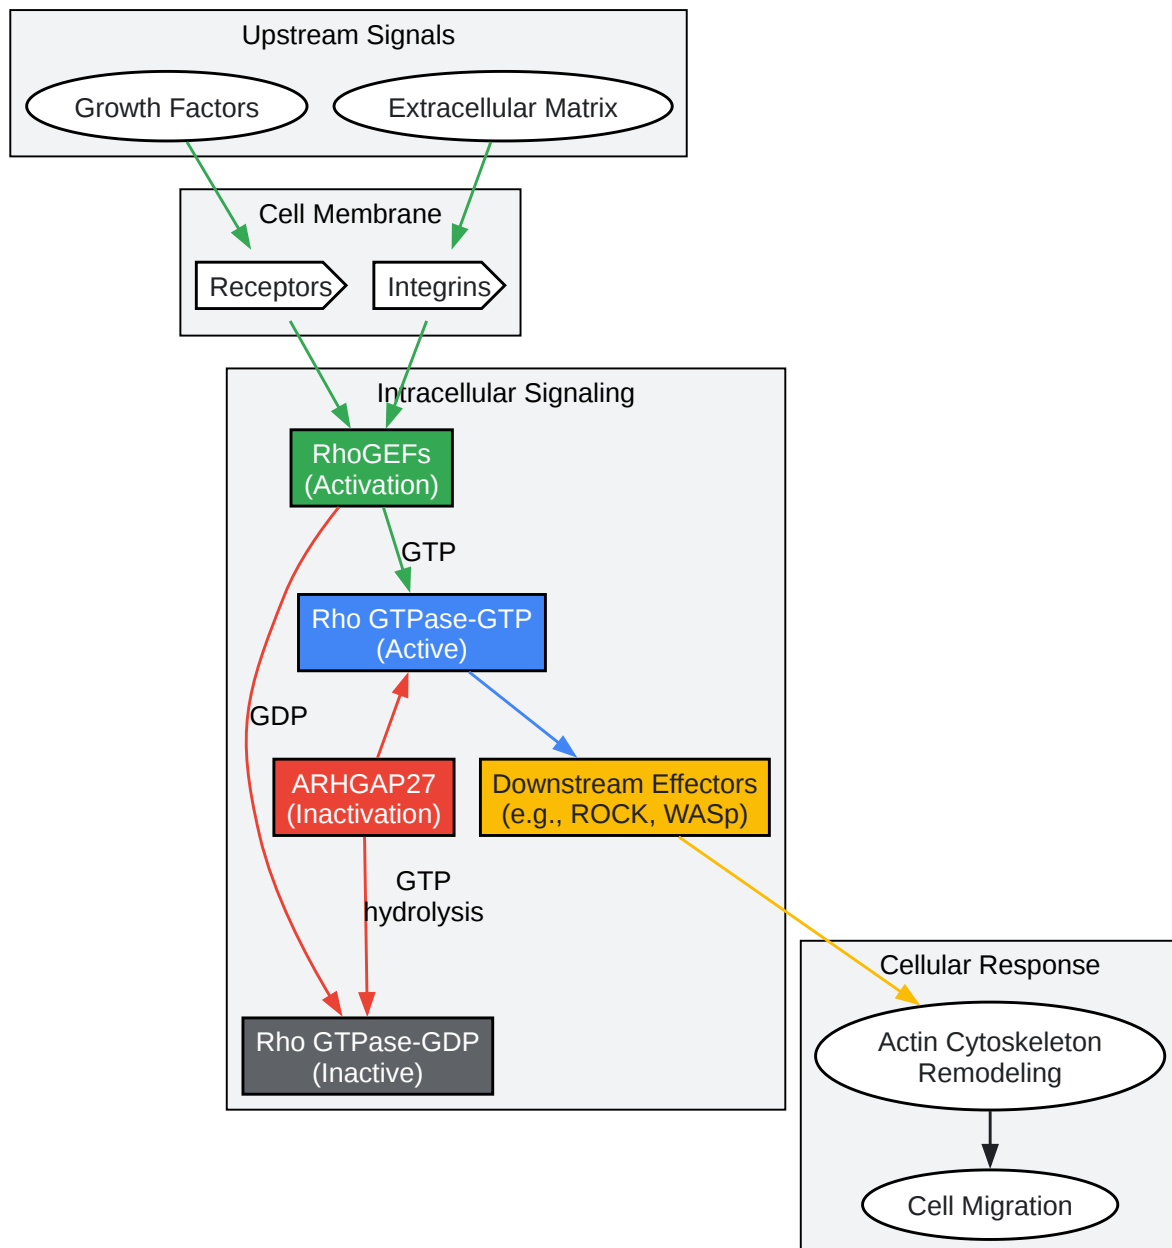 Upstream Signals
Growth Factors
Extracellular Matrix
Cell Membrane
Receptors
Integrins
Intracellular Signaling
RhoGEFs
(Activation)
GTP
Rho GTPase-GTP
(Active)
GDP
ARHGAP27
(Inactivation)
Downstream Effectors
(e.g., ROCK, WASp)
GTP
hydrolysis
Rho GTPase-GDP
(Inactive)
Cellular Response
Actin Cytoskeleton
Remodeling
Cell Migration